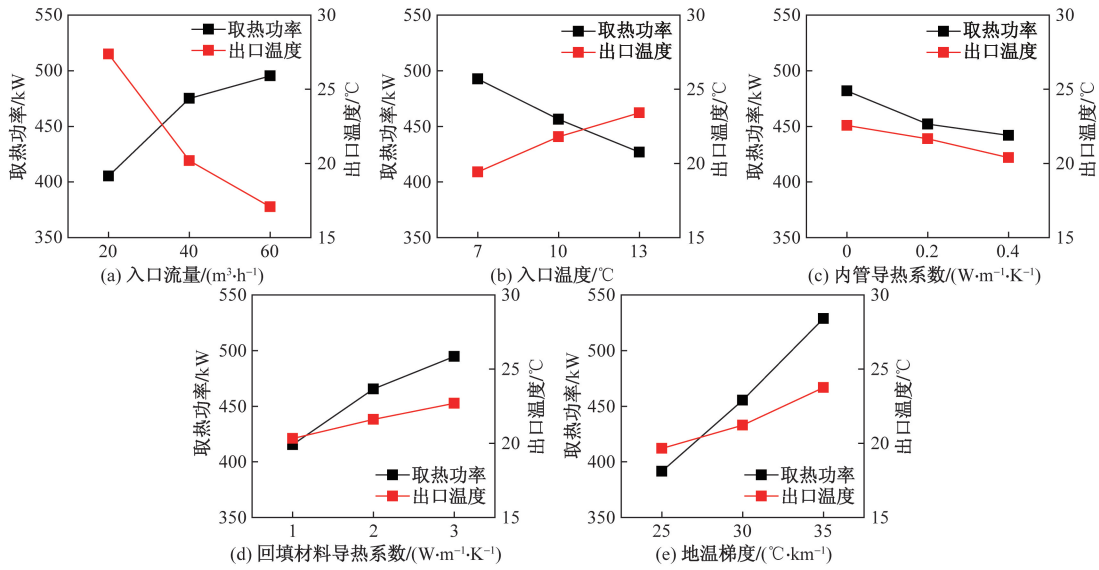 550
500
450
400
350
取热功率/kW
取热功率
出口温度
30
25
20
15
出口温度/℃
20 40 60
(a) 入口流量/(m³·h⁻¹)
550
500
450
400
350
取热功率/kW
取热功率
出口温度
30
25
20
15
出口温度/℃
7 10 13
(b) 入口温度/℃
550
500
450
400
350
取热功率/kW
取热功率
出口温度
30
25
20
15
出口温度/℃
0 0.2 0.4
(c) 内管导热系数/(W·m⁻¹·K⁻¹)
550
500
450
400
350
取热功率/kW
取热功率
出口温度
30
25
20
15
出口温度/℃
1 2 3
(d) 回填材料导热系数/(W·m⁻¹·K⁻¹)
550
500
450
400
350
取热功率/kW
取热功率
出口温度
30
25
20
15
出口温度/℃
25 30 35
(e) 地温梯度/(℃·km⁻¹)